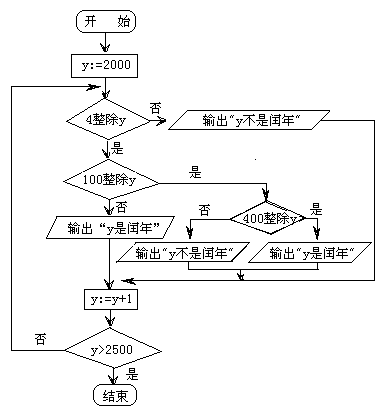 开 始
y:=2000
4整除y
否
输出"y不是闰年"
是
100整除y
是
否
400整除y
否
是
输出“y是闰年”
输出"y不是闰年"
输出"y是闰年"
y:=y+1
否
y>2500
是
结束